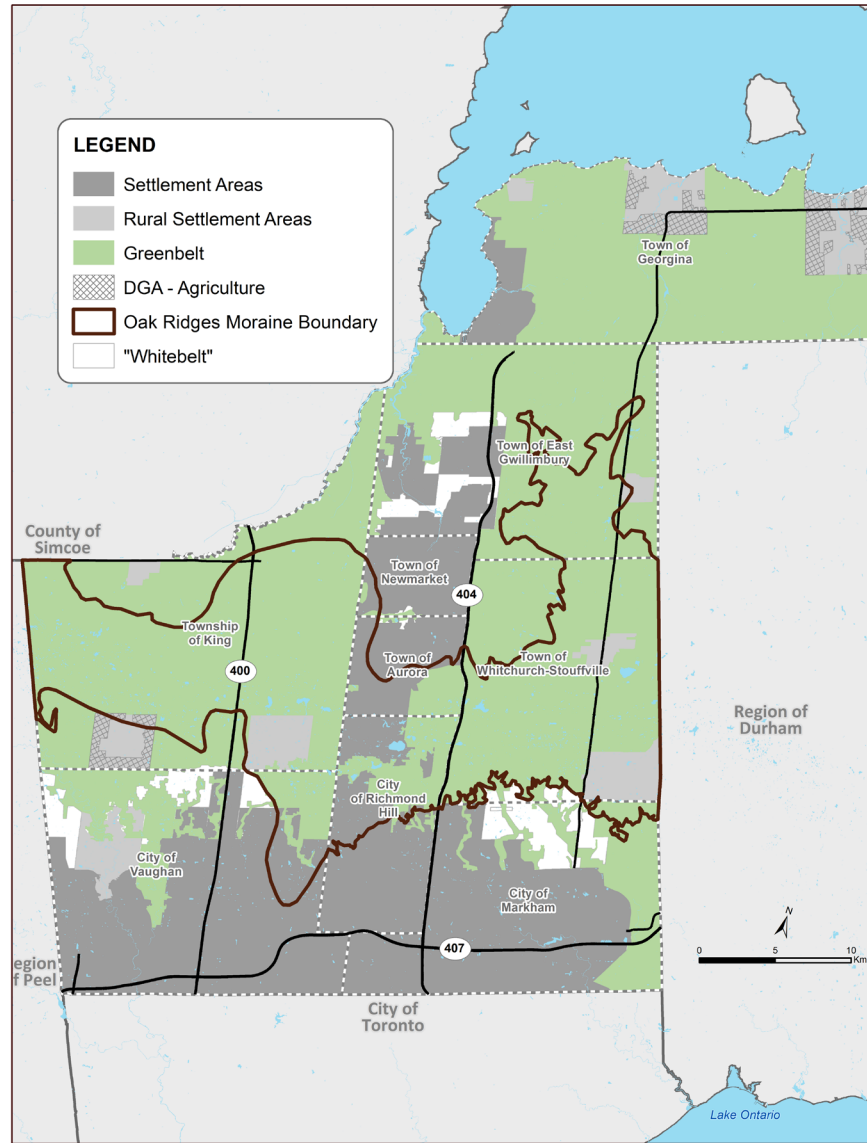 LEGEND
Settlement Areas
Rural Settlement Areas
Greenbelt
DGA - Agriculture
Oak Ridges Moraine Boundary
"Whitebelt"
Town of
Georgina
Town of East
Gwillimbury
County of
Simcoe
Town of
Newmarket
404
Township
of King
400
Town of
Aurora
Town of
Whitchurch-Stouffville
Region of
Durham
City
of Richmond
Hill
City of
Vaughan
City of
Markham
N
0 5 10
Km
407
egion
f Peel
City of
Toronto
Lake Ontario